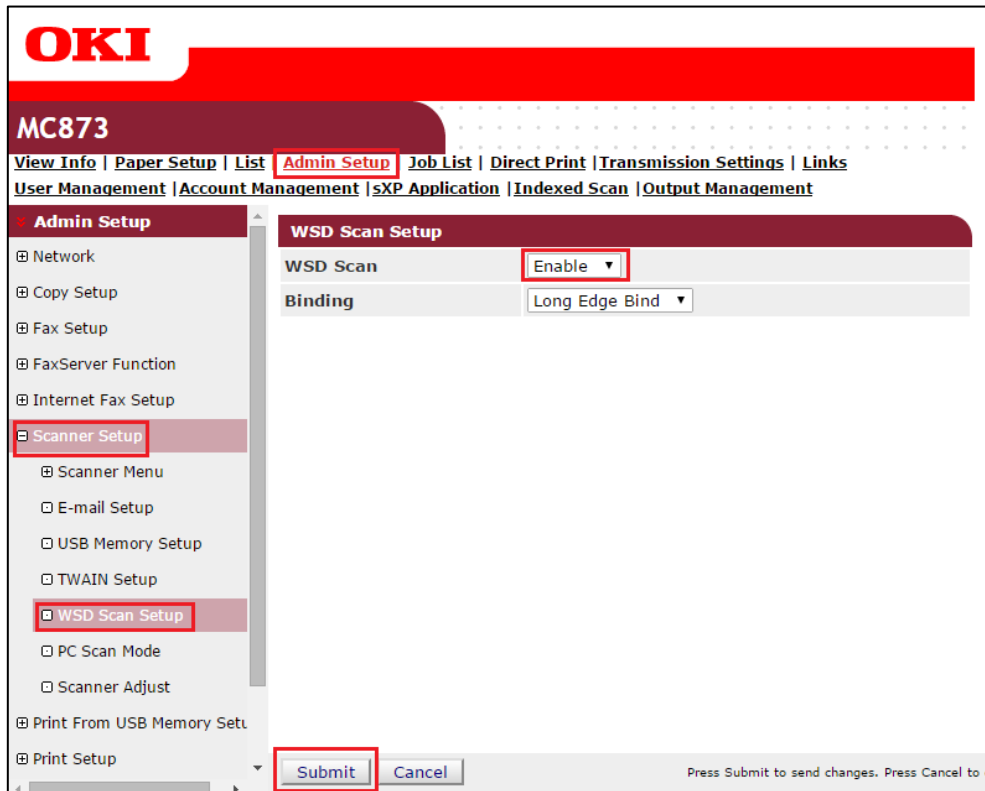 OKI
MC873
View Info | Paper Setup | List | Admin Setup | Job List | Direct Print |Transmission Settings | Links
User Management |Account Management |sXP Application |Indexed Scan |Output Management
Admin Setup
Network
Copy Setup
Fax Setup
FaxServer Function
Internet Fax Setup
Scanner Setup
Scanner Menu
E-mail Setup
USB Memory Setup
TWAIN Setup
WSD Scan Setup
PC Scan Mode
Scanner Adjust
Print From USB Memory Setu
Print Setup
WSD Scan Setup
WSD Scan Enable
Binding Long Edge Bind
Submit Cancel Press Submit to send changes. Press Cancel to